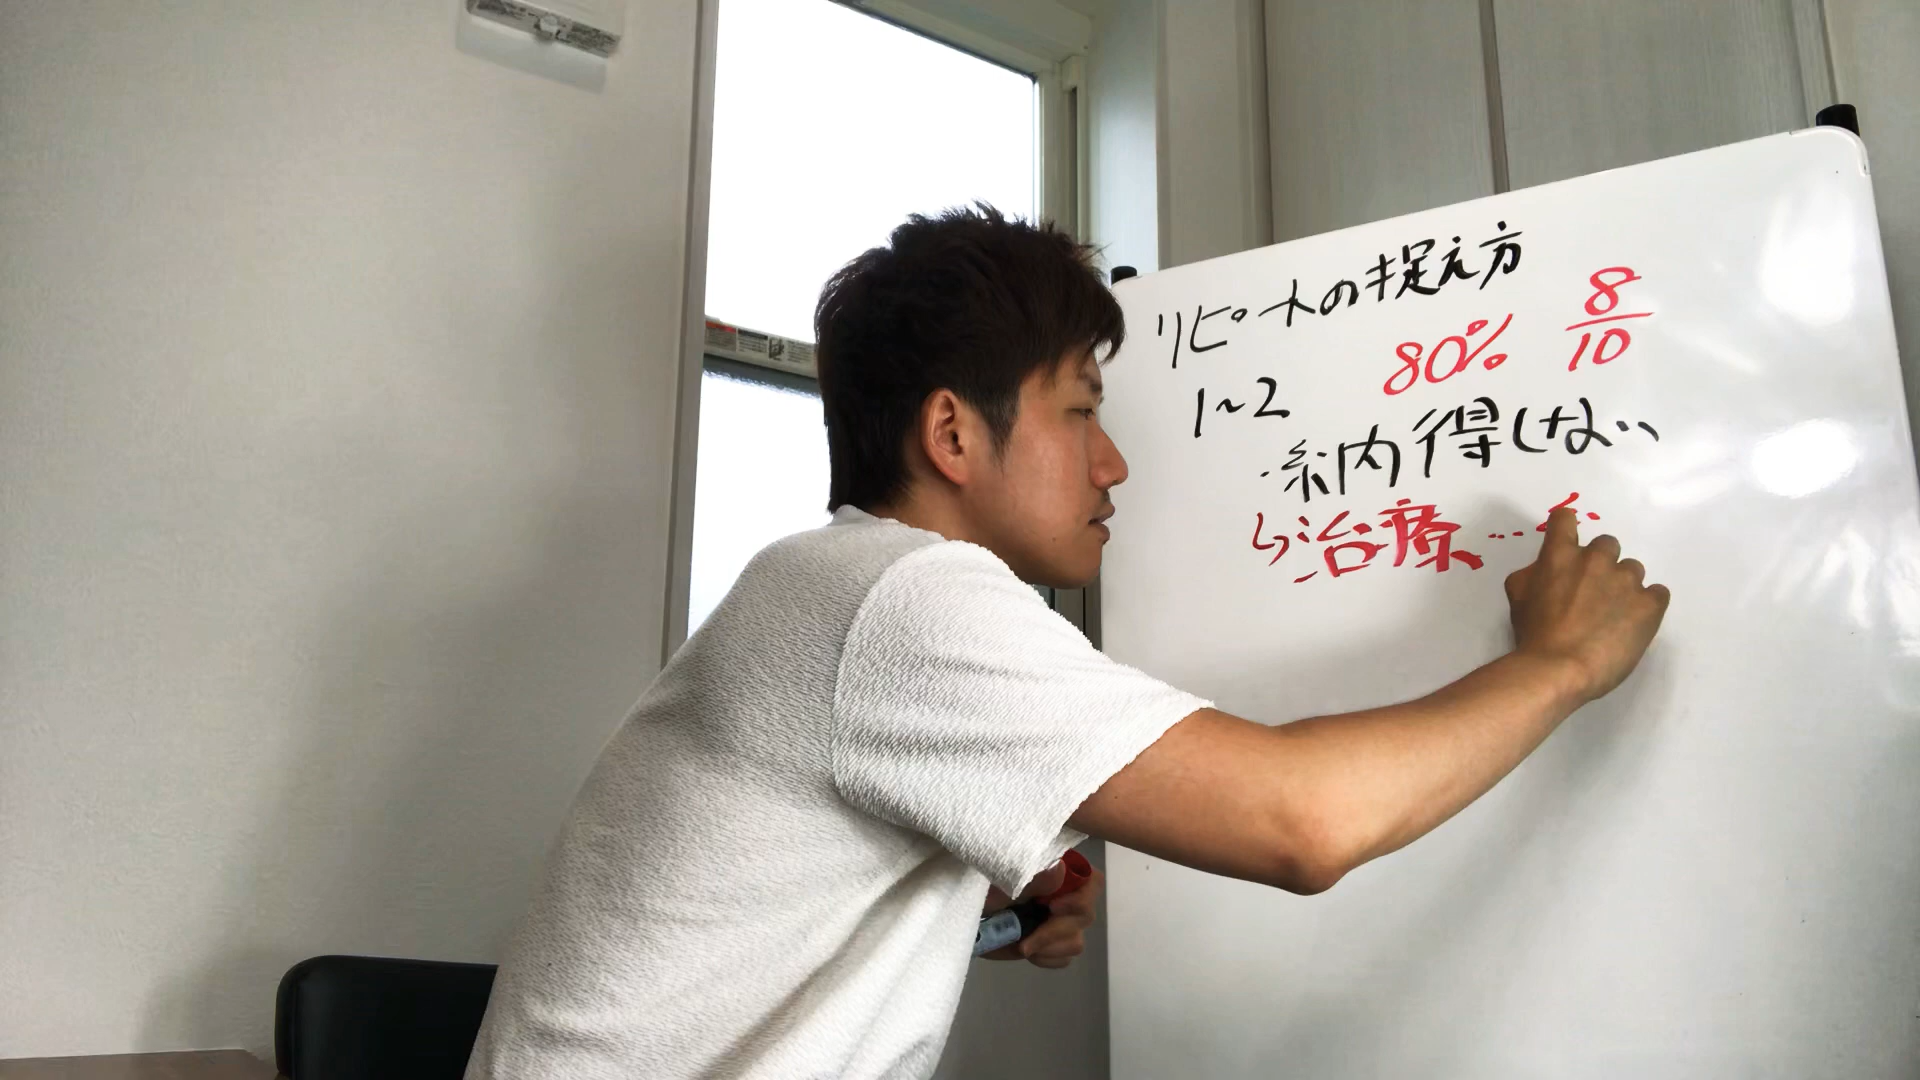 リピートの捉え方
80% 8/10
1~2
・納得しない
↳治療…